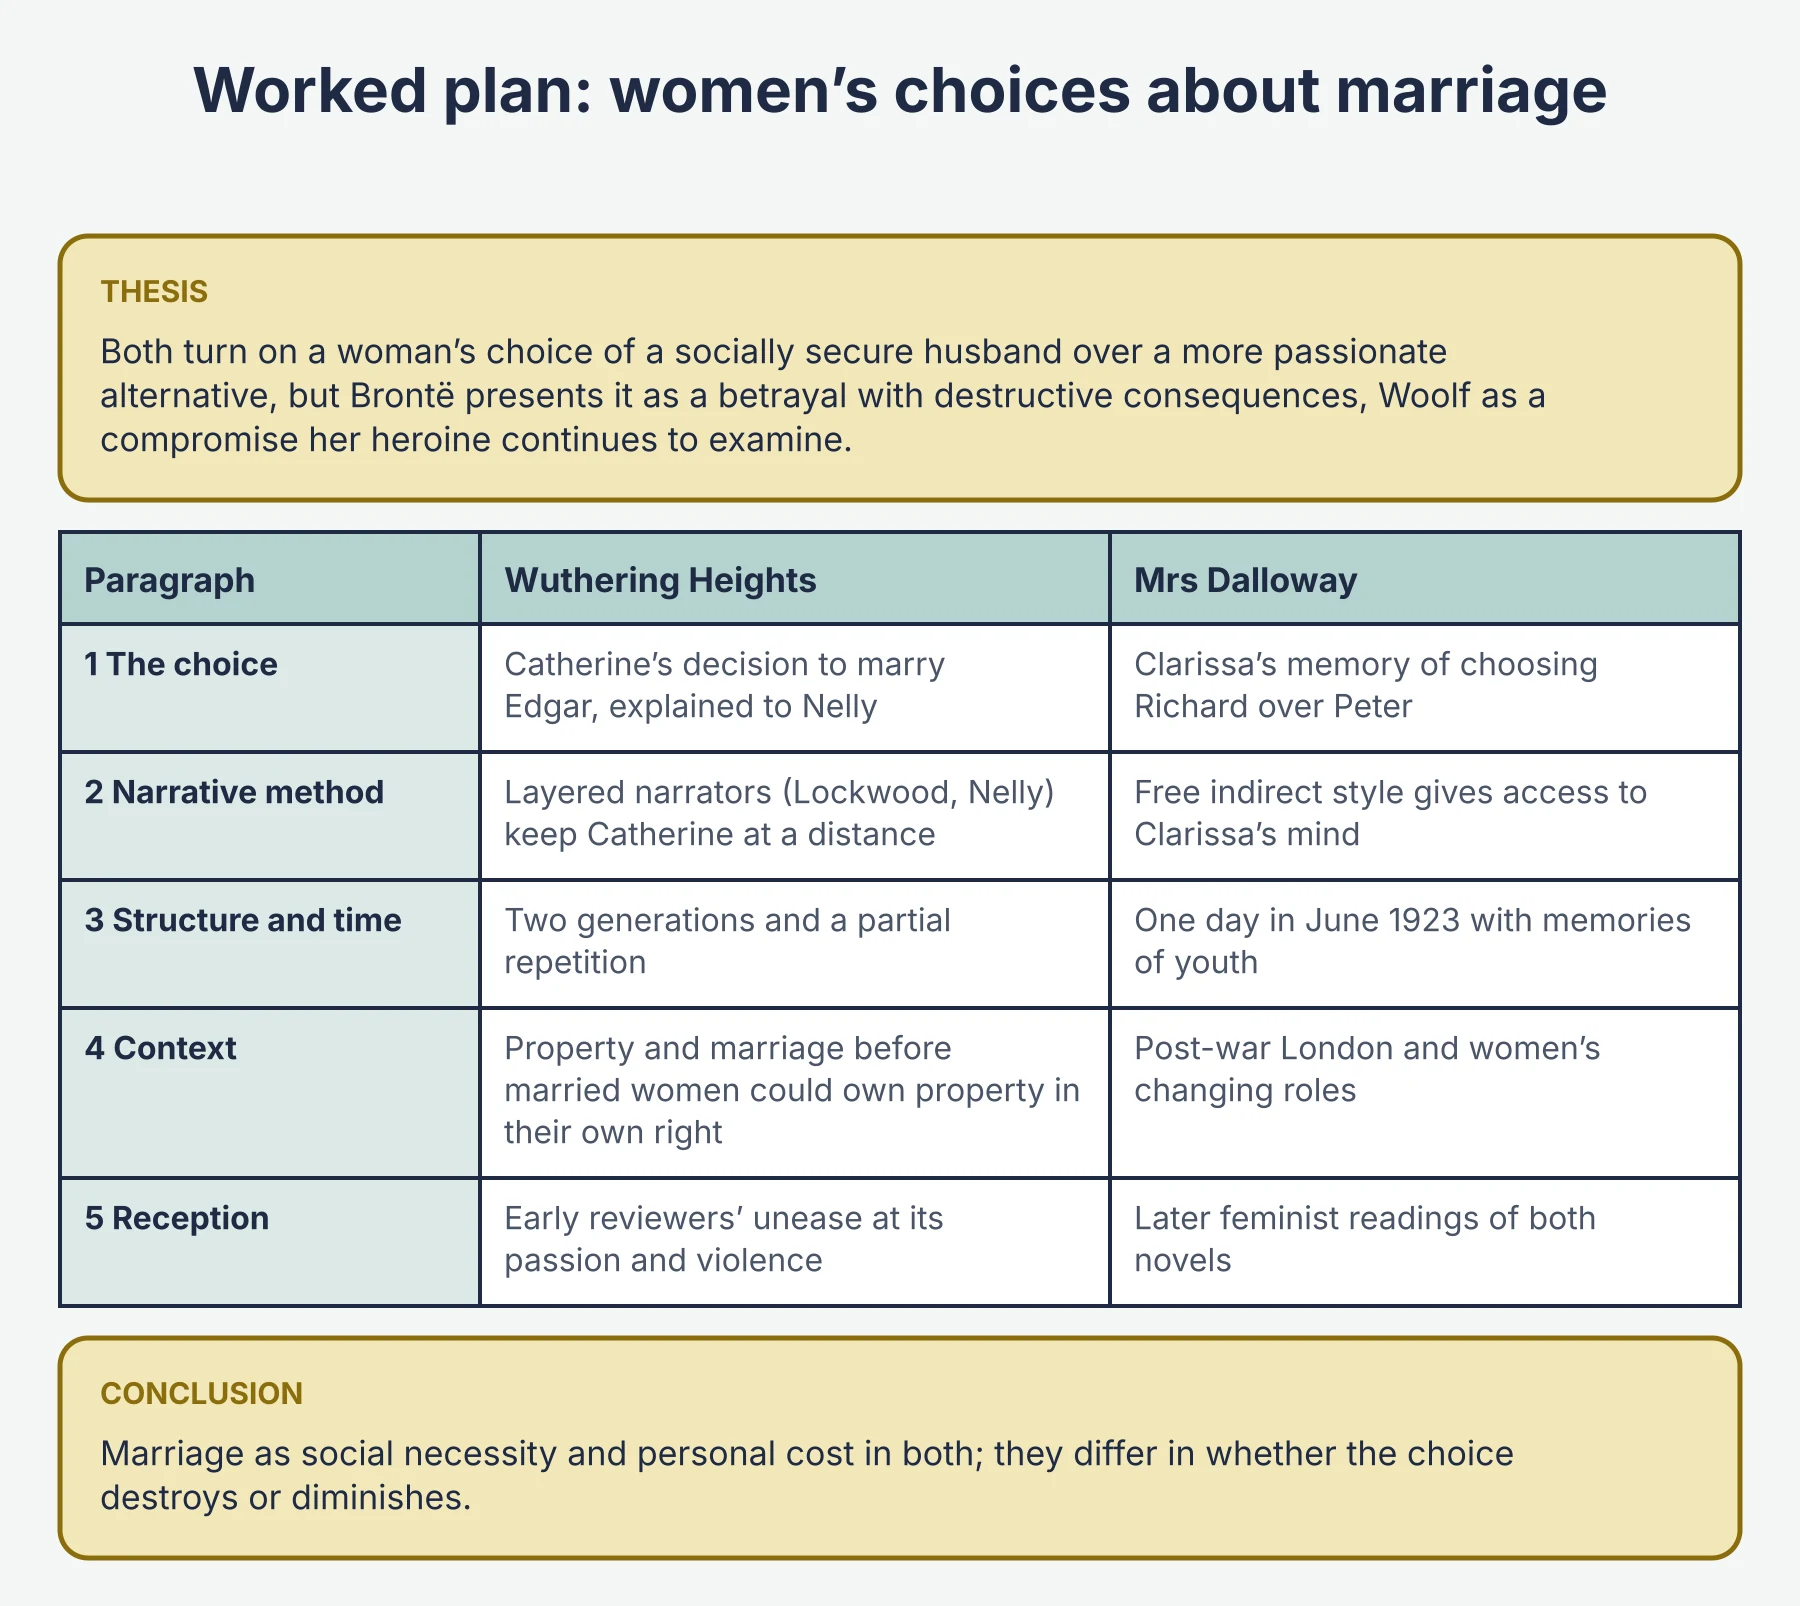 Worked plan: women’s choices about marriage
THESIS
Both turn on a woman’s choice of a socially secure husband over a more passionate
alternative, but Brontë presents it as a betrayal with destructive consequences, Woolf as a
compromise her heroine continues to examine.
Paragraph
Wuthering Heights
Mrs Dalloway
1 The choice
Catherine’s decision to marry
Edgar, explained to Nelly
Clarissa’s memory of choosing
Richard over Peter
2 Narrative method
Layered narrators (Lockwood, Nelly)
keep Catherine at a distance
Free indirect style gives access to
Clarissa’s mind
3 Structure and time
Two generations and a partial
repetition
One day in June 1923 with memories
of youth
4 Context
Property and marriage before
married women could own property in
their own right
Post-war London and women’s
changing roles
5 Reception
Early reviewers’ unease at its
passion and violence
Later feminist readings of both
novels
CONCLUSION
Marriage as social necessity and personal cost in both; they differ in whether the choice
destroys or diminishes.